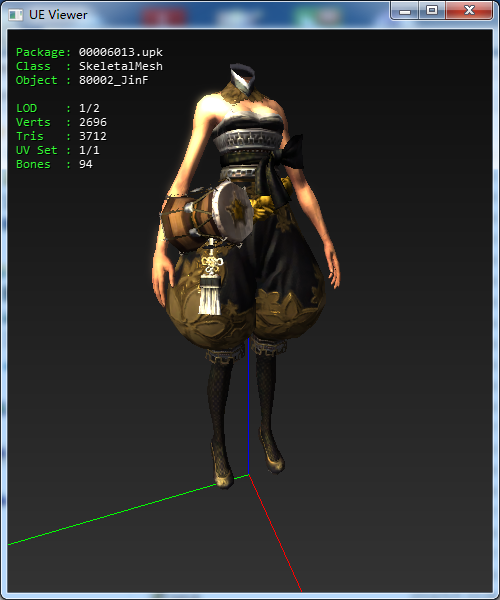 UE Viewer
Package: 00006013.upk
Class : SkeletalMesh
Object : 80002_JinF
LOD : 1/2
Verts : 2696
Tris : 3712
UV Set : 1/1
Bones : 94